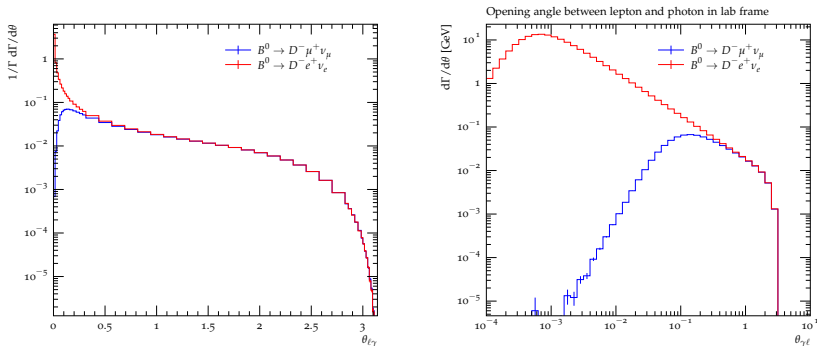 1/Γ dΓ/dθ
1
10⁻¹
10⁻²
10⁻³
10⁻⁴
10⁻⁵
B⁰ → D⁻μ⁺ν_μ
B⁰ → D⁻e⁺ν_e
0 0.5 1 1.5 2 2.5 3
θ_ℓγ
Opening angle between lepton and photon in lab frame
dΓ/dθ [GeV]
10¹
1
10⁻¹
10⁻²
10⁻³
10⁻⁴
10⁻⁵
B⁰ → D⁻μ⁺ν_μ
B⁰ → D⁻e⁺ν_e
10⁻⁴ 10⁻³ 10⁻² 10⁻¹ 1 10¹
θ_γℓ